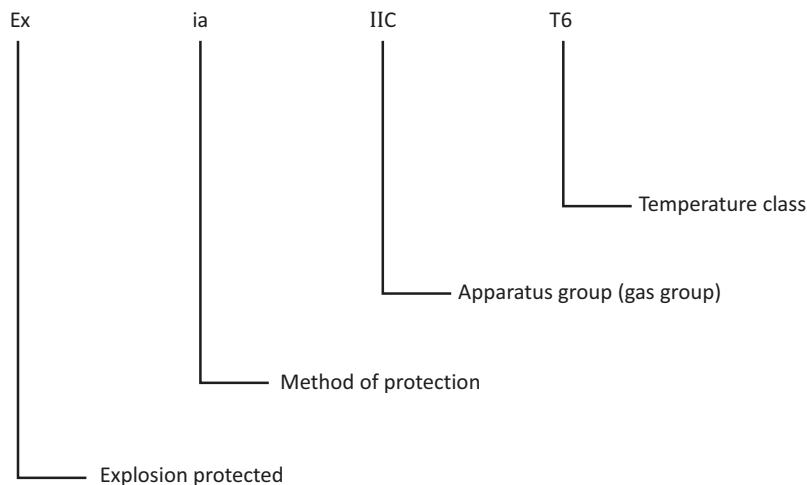 Ex ia IIC T6
Temperature class
Apparatus group (gas group)
Method of protection
Explosion protected